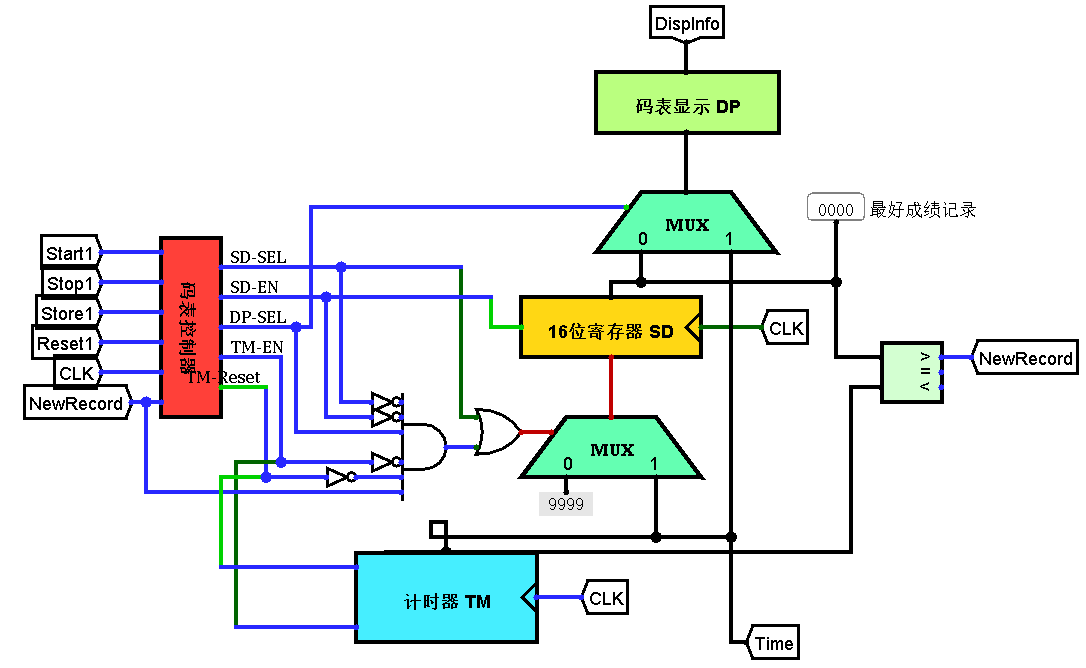 DispInfo
码表显示 DP
MUX
0 1
0000 最好成绩记录
Start1
Stop1
Store1
Reset1
CLK
NewRecord
码表控制器
SD-SEL
SD-EN
DP-SEL
TM-EN
TM-Reset
16位寄存器 SD
CLK
> = <
NewRecord
MUX
0 1
9999
计时器 TM
CLK
Time